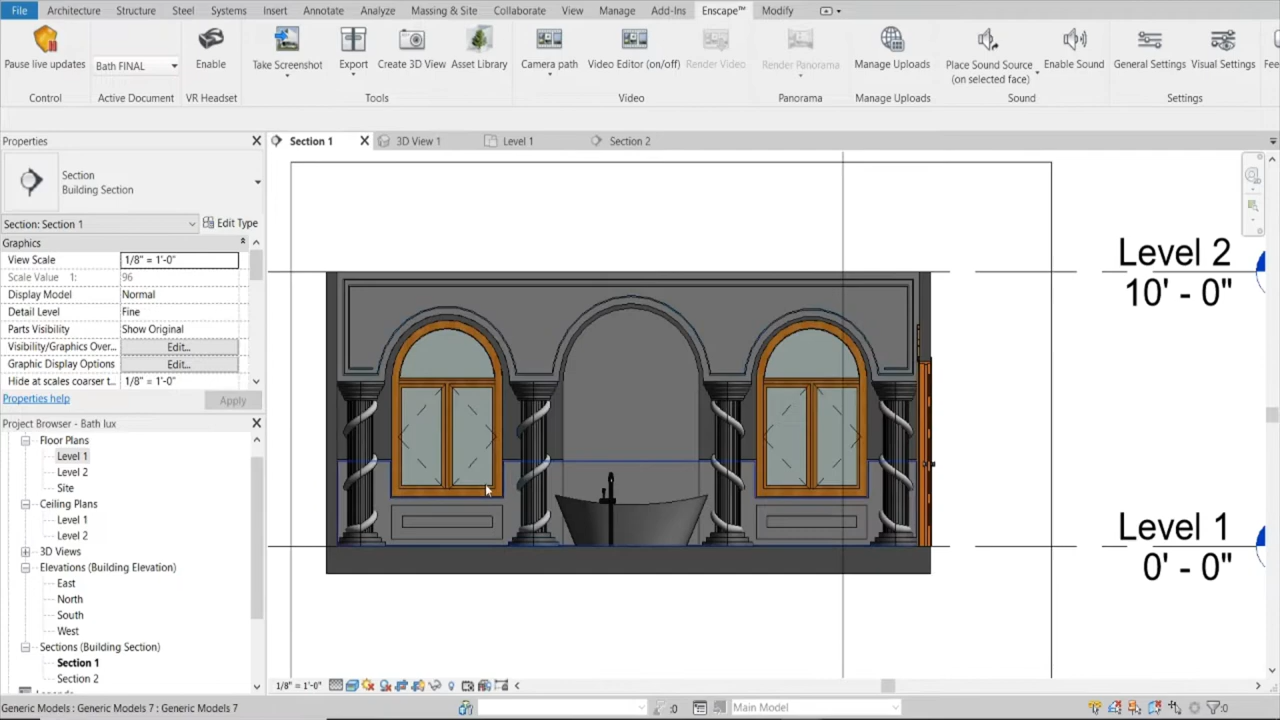 File Architecture Structure Steel Systems Insert Annotate Analyze Massing & Site Collaborate View Manage Add-Ins Enscape™ Modify
Pause live updates
Bath FINAL
Enable
Take Screenshot
Export
Create 3D View
Asset Library
Camera path
Video Editor (on/off)
Render Video
Render Panorama
Manage Uploads
Place Sound Source
(on selected face)
Enable Sound
General Settings
Visual Settings
Control Active Document VR Headset Tools Video Panorama Manage Uploads Sound Settings
Properties
Section 1 3D View 1 Level 1 Section 2
Section
Building Section
Section: Section 1 Edit Type
Graphics
View Scale 1/8" = 1'-0"
Scale Value 1: 96
Display Model Normal
Detail Level Fine
Parts Visibility Show Original
Visibility/Graphics Over... Edit...
Graphic Display Options Edit...
Hide at scales coarser t... 1/8" = 1'-0"
Properties help Apply
Project Browser - Bath lux
Floor Plans
Level 1
Level 2
Site
Ceiling Plans
Level 1
Level 2
3D Views
Elevations (Building Elevation)
East
North
South
West
Sections (Building Section)
Section 1
Section 2
Level 2
10' - 0"
Level 1
0' - 0"
1/8" = 1'-0"
Generic Models : Generic Models 7 : Generic Models 7
:0
Main Model
:0